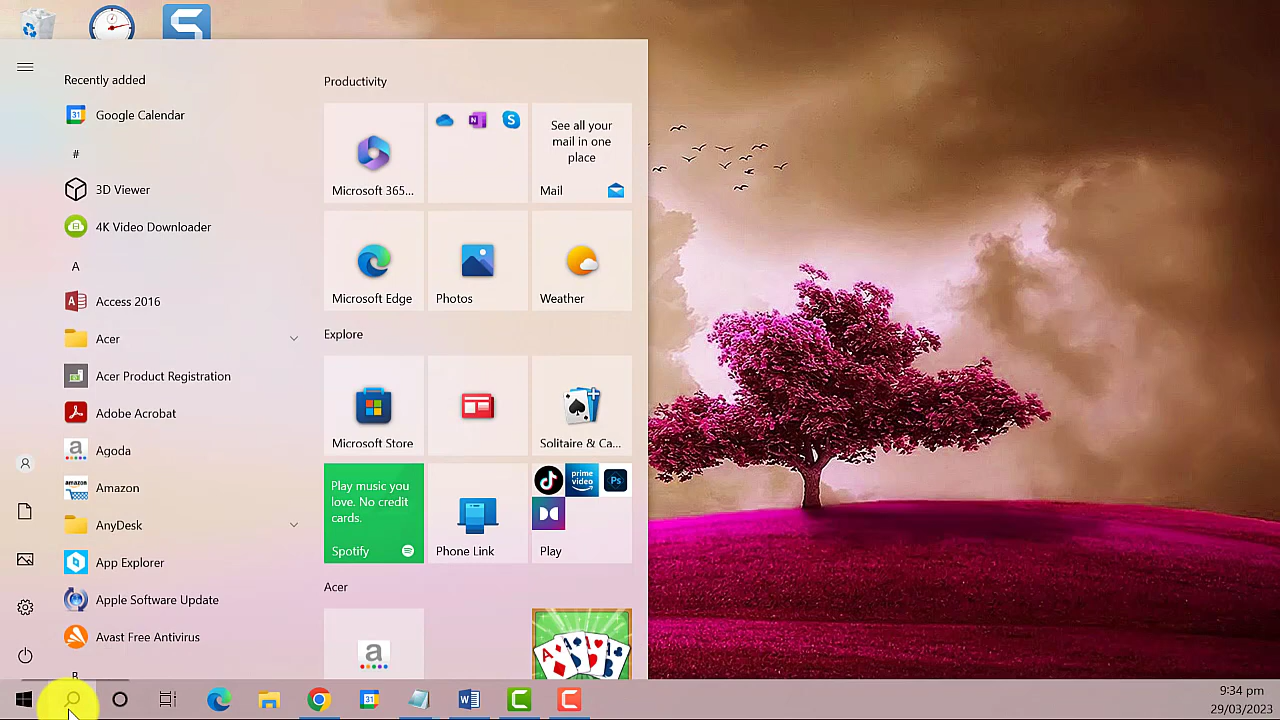 Recently added
Google Calendar
#
3D Viewer
4K Video Downloader
A
Access 2016
Acer
Acer Product Registration
Adobe Acrobat
Agoda
Amazon
AnyDesk
App Explorer
Apple Software Update
Avast Free Antivirus
B
Productivity
Microsoft 365...
See all your
mail in one
place
Mail
Microsoft Edge
Photos
Weather
Explore
Microsoft Store
Solitaire & Ca...
Play music you
love. No credit
cards.
Spotify
Phone Link
prime
video
Ps
Play
Acer
9:34 pm
29/03/2023